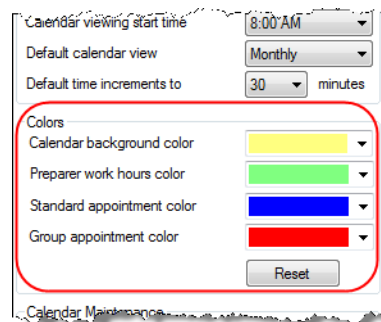 Calendar viewing start time 8:00 AM
Default calendar view Monthly
Default time increments to 30 minutes
Colors
Calendar background color
Preparer work hours color
Standard appointment color
Group appointment color
Reset
Calendar Maintenance